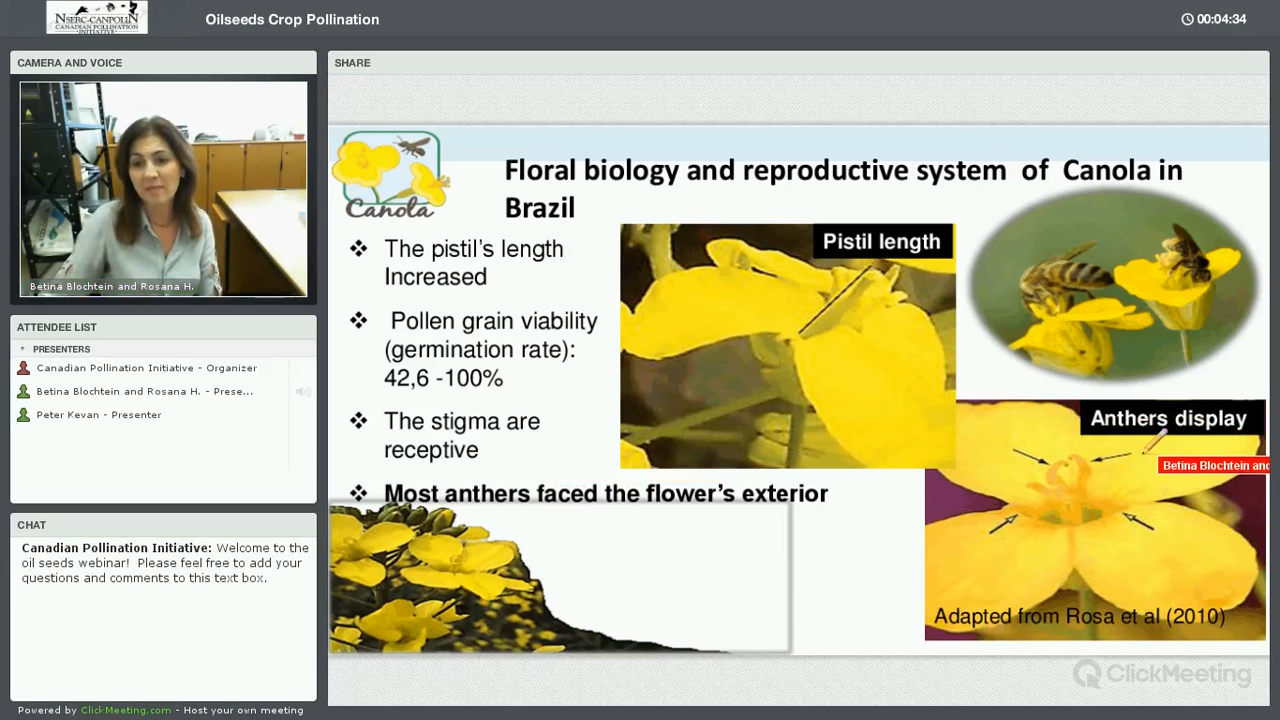 NSERC-CANPOLIN
CANADIAN POLLINATION
INITIATIVE
Oilseeds Crop Pollination
00:04:34
CAMERA AND VOICE
Betina Blochtein and Rosana H.
ATTENDEE LIST
PRESENTERS
Canadian Pollination Initiative - Organizer
Betina Blochtein and Rosana H. - Prese...
Peter Kevan - Presenter
CHAT
Canadian Pollination Initiative: Welcome to the
oil seeds webinar! Please feel free to add your
questions and comments to this text box.
Powered by ClickMeeting.com - Host your own meeting
SHARE
Canola
Floral biology and reproductive system of Canola in
Brazil
❖ The pistil's length
Increased
❖ Pollen grain viability
(germination rate):
42,6 -100%
❖ The stigma are
receptive
❖ Most anthers faced the flower's exterior
Pistil length
Anthers display
Betina Blochtein and
Adapted from Rosa et al (2010)
ClickMeeting